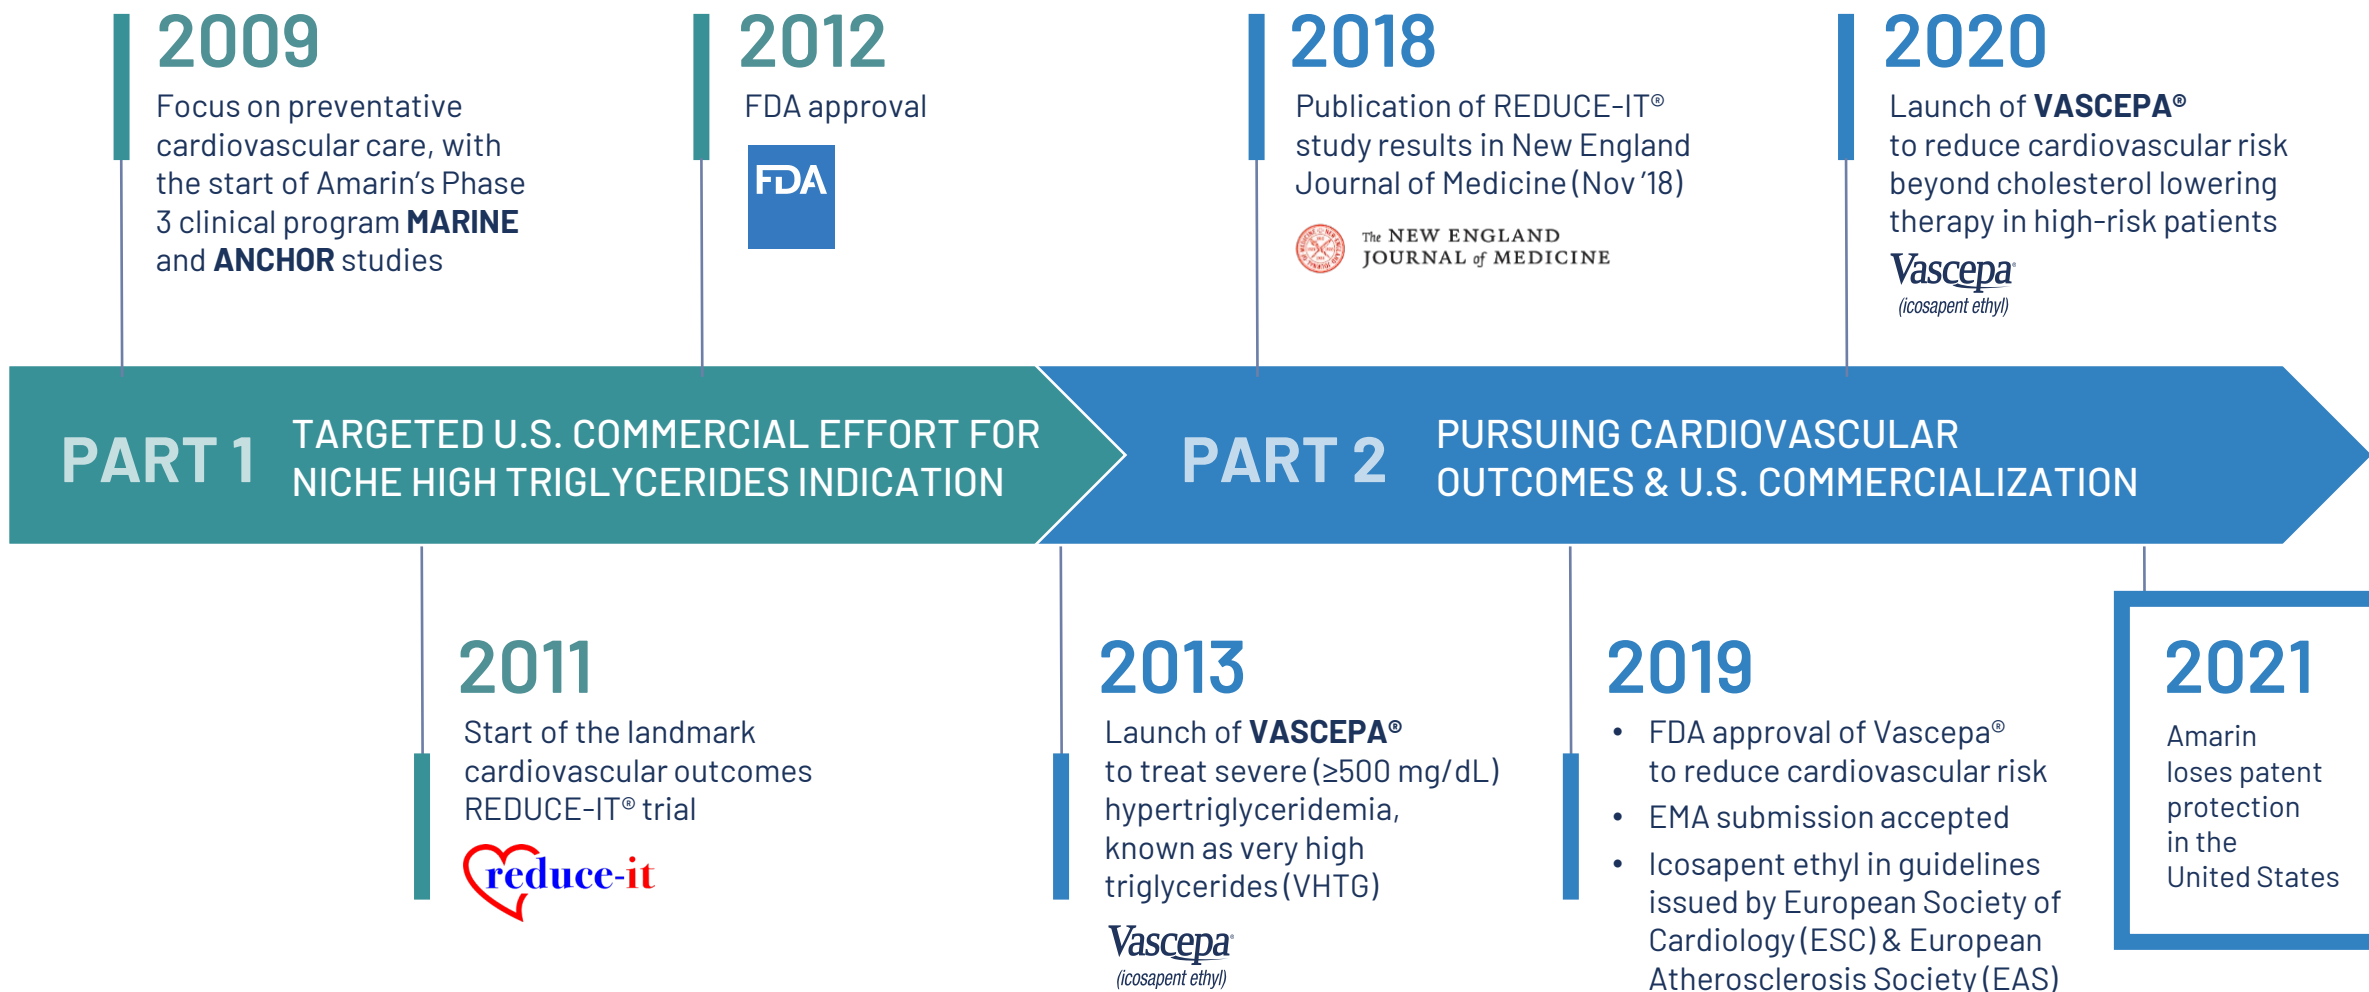 2009
Focus on preventative
cardiovascular care, with
the start of Amarin's Phase
3 clinical program MARINE
and ANCHOR studies
2012
FDA approval
FDA
2018
Publication of REDUCE-IT®
study results in New England
Journal of Medicine (Nov '18)
The NEW ENGLAND
JOURNAL of MEDICINE
2020
Launch of VASCEPA®
to reduce cardiovascular risk
beyond cholesterol lowering
therapy in high-risk patients
Vascepa®
(icosapent ethyl)
PART 1
TARGETED U.S. COMMERCIAL EFFORT FOR
NICHE HIGH TRIGLYCERIDES INDICATION
PART 2
PURSUING CARDIOVASCULAR
OUTCOMES & U.S. COMMERCIALIZATION
2011
Start of the landmark
cardiovascular outcomes
REDUCE-IT® trial
reduce-it
2013
Launch of VASCEPA®
to treat severe (≥500 mg/dL)
hypertriglyceridemia,
known as very high
triglycerides (VHTG)
Vascepa®
(icosapent ethyl)
2019
• FDA approval of Vascepa®
to reduce cardiovascular risk
• EMA submission accepted
• Icosapent ethyl in guidelines
issued by European Society of
Cardiology (ESC) & European
Atherosclerosis Society (EAS)
2021
Amarin
loses patent
protection
in the
United States